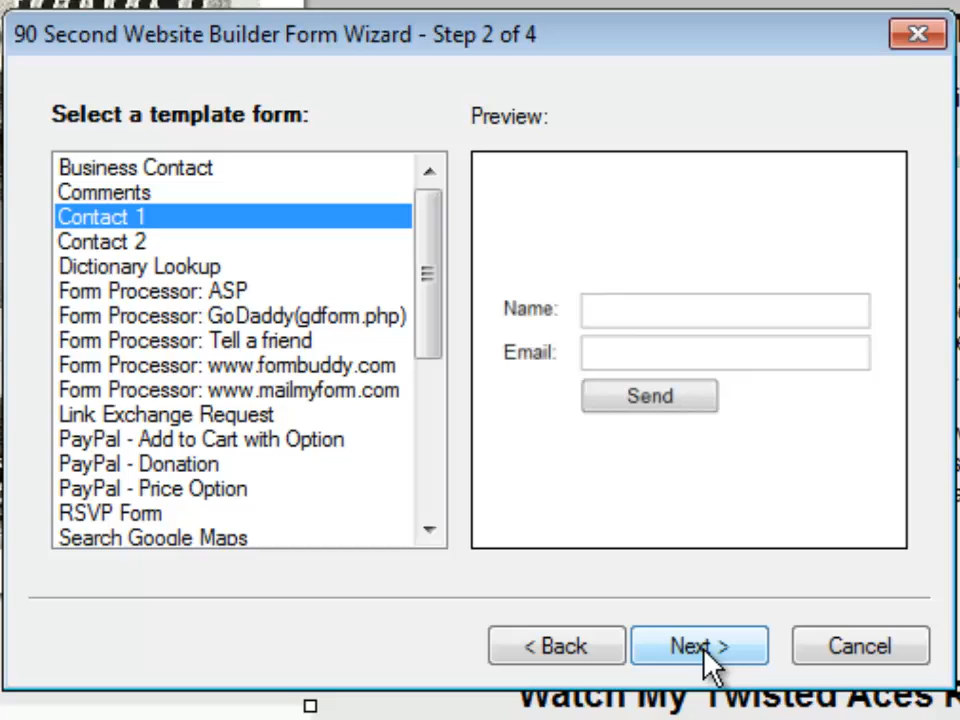 90 Second Website Builder Form Wizard - Step 2 of 4
Select a template form:
Preview:
Business Contact
Comments
Contact 1
Contact 2
Dictionary Lookup
Form Processor: ASP
Form Processor: GoDaddy(gdform.php)
Form Processor: Tell a friend
Form Processor: www.formbuddy.com
Form Processor: www.mailmyform.com
Link Exchange Request
PayPal - Add to Cart with Option
PayPal - Donation
PayPal - Price Option
RSVP Form
Search Google Maps
Name:
Email:
Send
< Back
Next >
Cancel
Watch My Twisted Aces